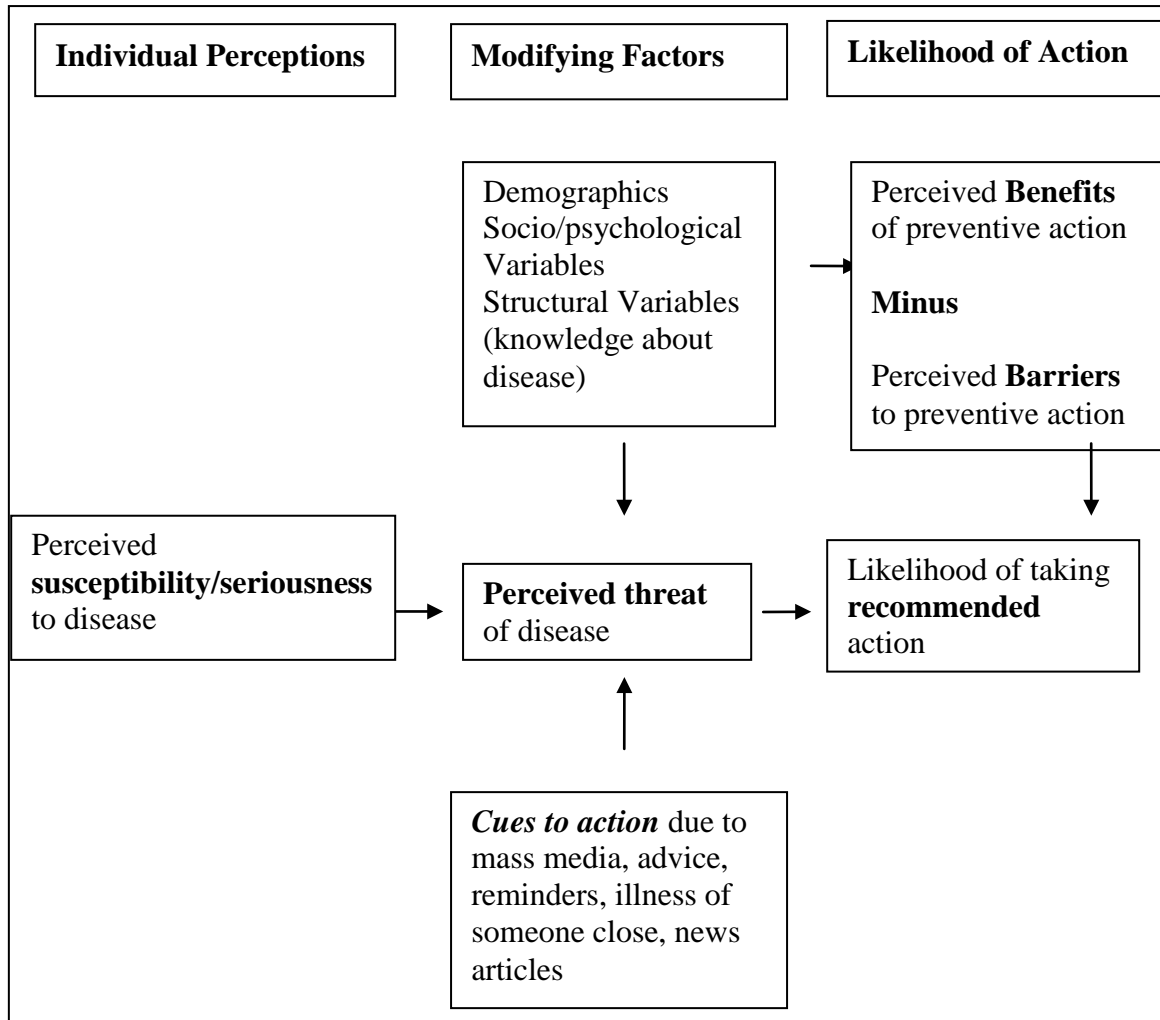 Individual Perceptions
Modifying Factors
Likelihood of Action
Demographics
Socio/psychological
Variables
Structural Variables
(knowledge about
disease)
Perceived Benefits
of preventive action
Minus
Perceived Barriers
to preventive action
Perceived
susceptibility/seriousness
to disease
Perceived threat
of disease
Likelihood of taking
recommended
action
Cues to action due to
mass media, advice,
reminders, illness of
someone close, news
articles